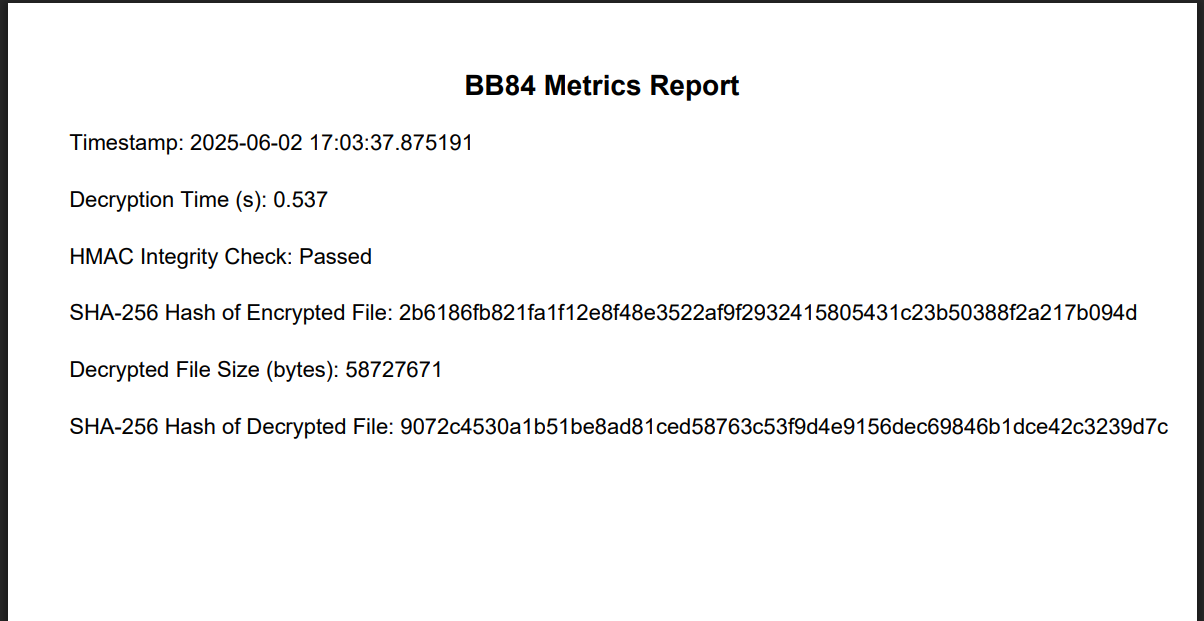 BB84 Metrics Report
Timestamp: 2025-06-02 17:03:37.875191
Decryption Time (s): 0.537
HMAC Integrity Check: Passed
SHA-256 Hash of Encrypted File: 2b6186fb821fa1f12e8f48e3522af9f2932415805431c23b50388f2a217b094d
Decrypted File Size (bytes): 58727671
SHA-256 Hash of Decrypted File: 9072c4530a1b51be8ad81ced58763c53f9d4e9156dec69846b1dce42c3239d7c